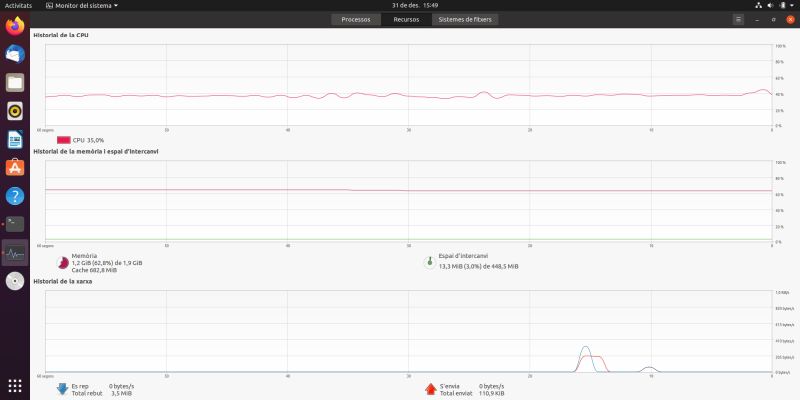 Activitats
Monitor del sistema
31 de des. 15:49
Processos
Recursos
Sistemes de fitxers
Historial de la CPU
100 %
80 %
60 %
40 %
20 %
0 %
60 segons
50
40
30
20
10
0
CPU 35,0%
Historial de la memòria i espai d'intercanvi
100 %
80 %
60 %
40 %
20 %
0 %
60 segons
50
40
30
20
10
0
Memòria
1,2 GiB (62,8%) de 1,9 GiB
Cache 682,8 MiB
Espai d'intercanvi
13,3 MiB (3,0%) de 448,5 MiB
Historial de la xarxa
1,0 KiB/s
820 bytes/s
615 bytes/s
410 bytes/s
205 bytes/s
0 bytes/s
60 segons
50
40
30
20
10
0
Es rep 0 bytes/s
Total rebut 3,5 MiB
S'envia 0 bytes/s
Total enviat 110,9 KiB